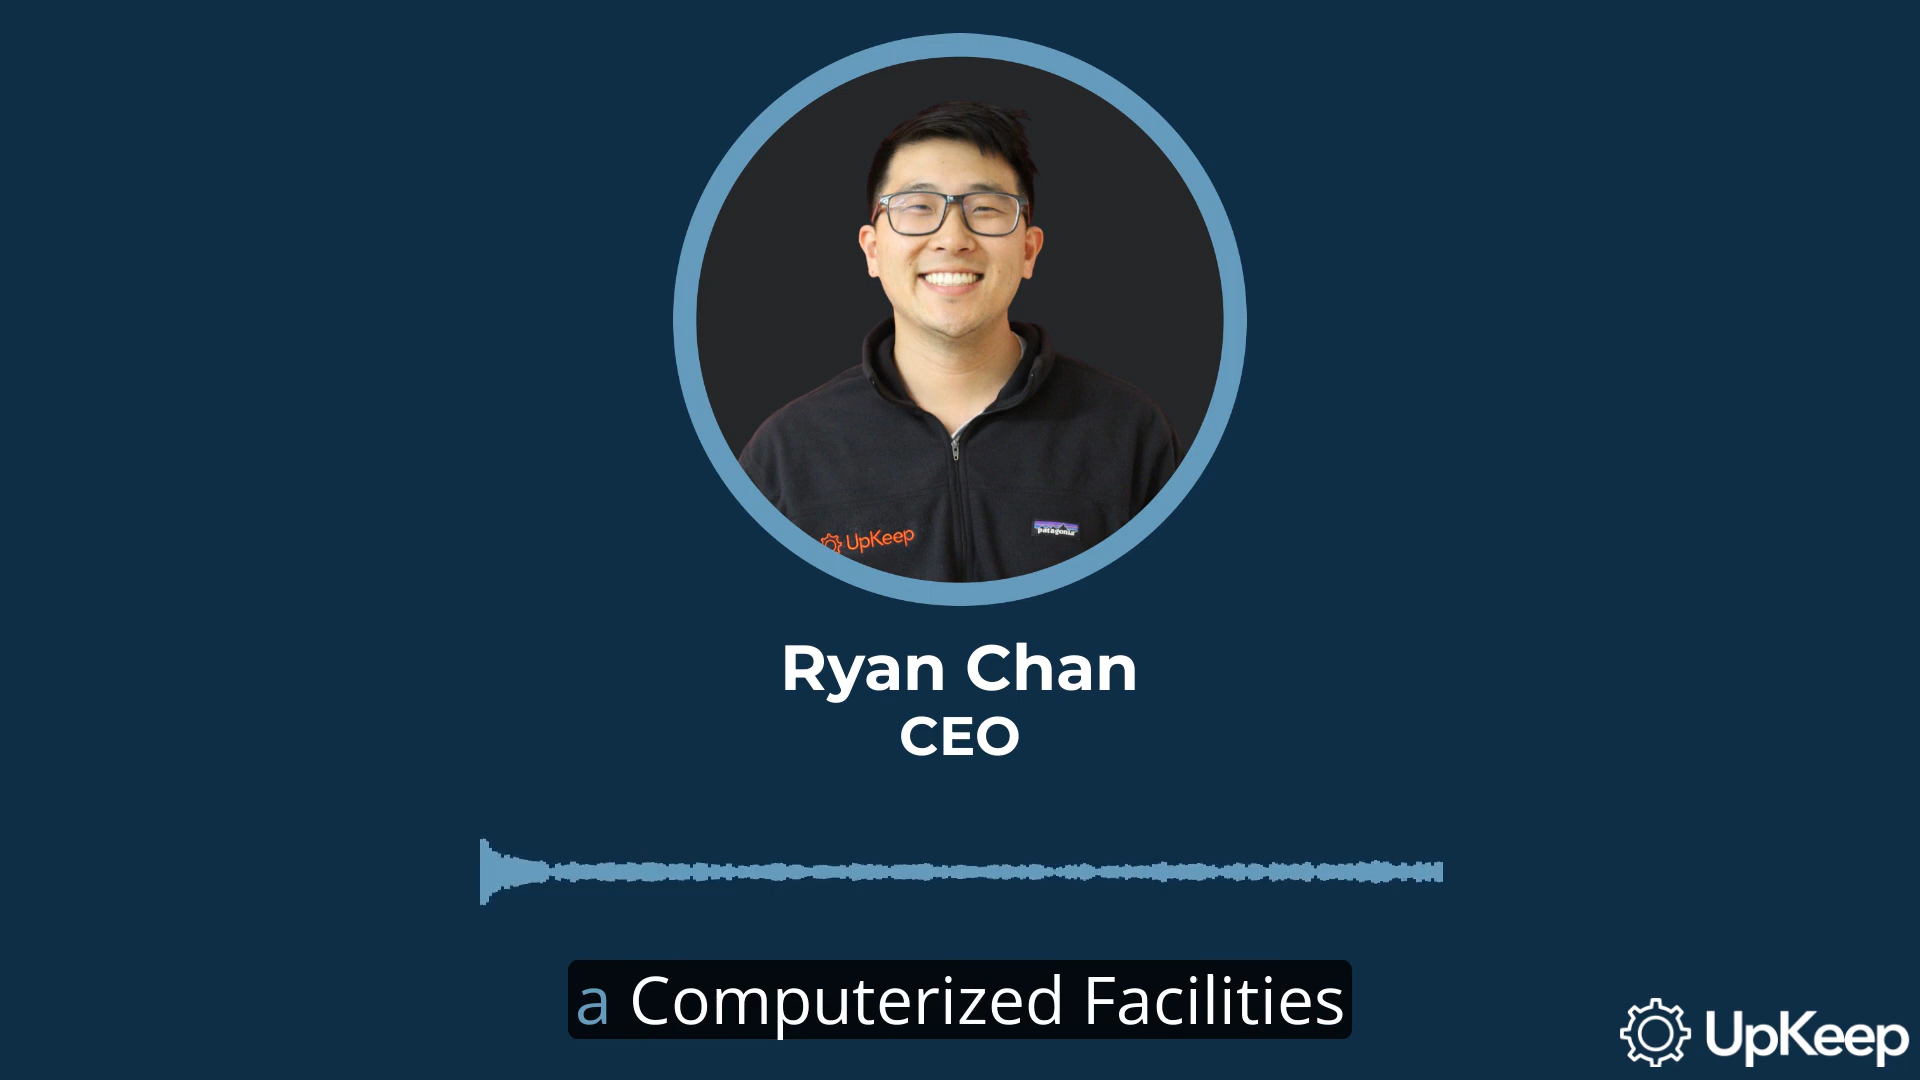 UpKeep
patagonia
Ryan Chan
CEO
a Computerized Facilities
UpKeep